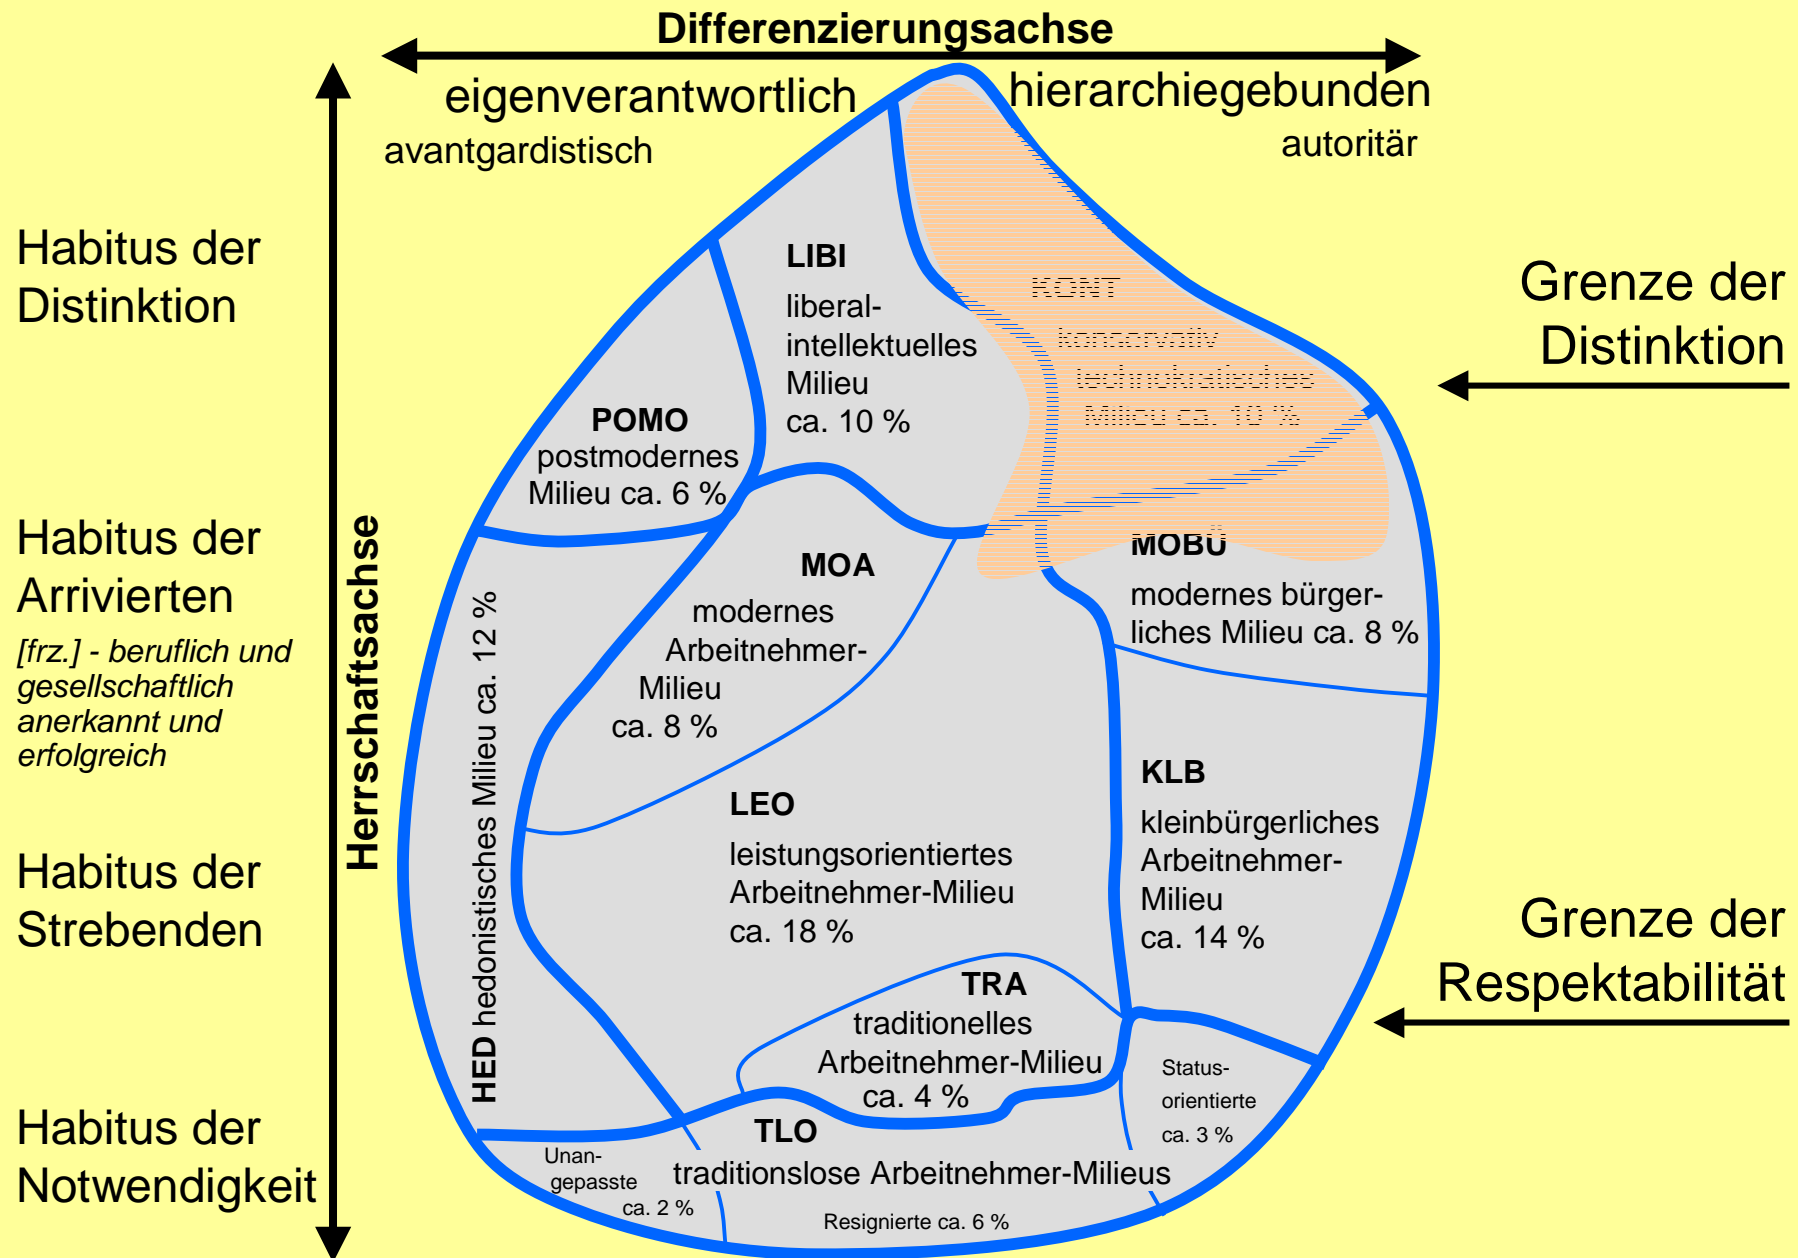 Differenzierungsachse
eigenverantwortlich
hierarchiegebunden
avantgardistisch
autoritär
Habitus der
Distinktion
Habitus der
Arrivierten
[frz.] - beruflich und
gesellschaftlich
anerkannt und
erfolgreich
Habitus der
Strebenden
Habitus der
Notwendigkeit
Herrschaftsachse
LIBI
liberal-
intellektuelles
Milieu
ca. 10 %
KONT
konservativ
technokratisches
Milieu ca. 10 %
POMO
postmodernes
Milieu ca. 6 %
MOA
modernes
Arbeitnehmer-
Milieu
ca. 8 %
MOBÜ
modernes bürger-
liches Milieu ca. 8 %
HED hedonistisches Milieu ca. 12 %
LEO
leistungsorientiertes
Arbeitnehmer-Milieu
ca. 18 %
KLB
kleinbürgerliches
Arbeitnehmer-
Milieu
ca. 14 %
TRA
traditionelles
Arbeitnehmer-Milieu
ca. 4 %
Status-
orientierte
ca. 3 %
TLO
traditionslose Arbeitnehmer-Milieus
Unan-
gepasste
ca. 2 %
Resignierte ca. 6 %
Grenze der
Distinktion
Grenze der
Respektabilität